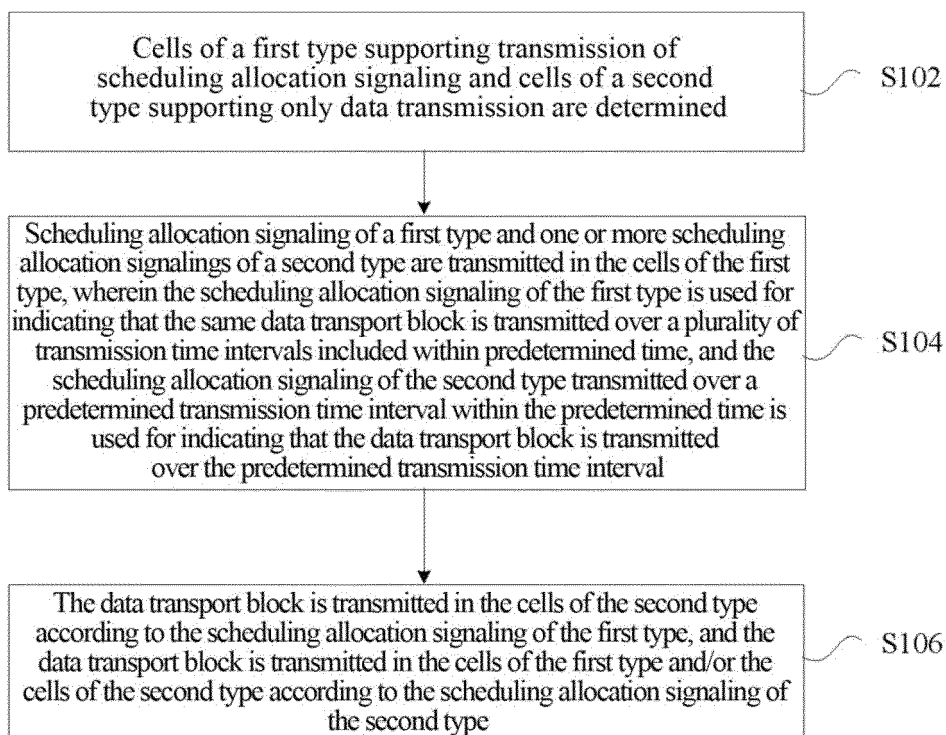 Cells of a first type supporting transmission of
scheduling allocation signaling and cells of a second
type supporting only data transmission are determined
S102
Scheduling allocation signaling of a first type and one or more scheduling
allocation signalings of a second type are transmitted in the cells of the first
type, wherein the scheduling allocation signaling of the first type is used for
indicating that the same data transport block is transmitted over a plurality of
transmission time intervals included within predetermined time, and the
scheduling allocation signaling of the second type transmitted over a
predetermined transmission time interval within the predetermined time is
used for indicating that the data transport block is transmitted
over the predetermined transmission time interval
S104
The data transport block is transmitted in the cells of the second type
according to the scheduling allocation signaling of the first type, and the
data transport block is transmitted in the cells of the first type and/or the
cells of the second type according to the scheduling allocation signaling of
the second type
S106